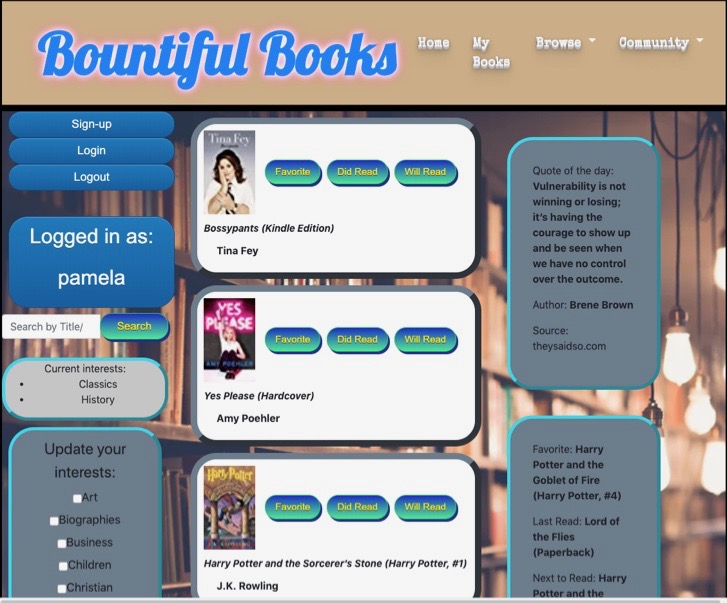 Bountiful Books
Home
My
Books
Browse
Community
Sign-up
Login
Logout
Logged in as:
pamela
Search by Title/
Search
Current interests:
Classics
History
Update your
interests:
Art
Biographies
Business
Children
Christian
Tina Fey
Favorite
Did Read
Will Read
Bossypants (Kindle Edition)
Tina Fey
YES
PLEASE
AMY POEHLER
Favorite
Did Read
Will Read
Yes Please (Hardcover)
Amy Poehler
Harry Potter
Favorite
Did Read
Will Read
Harry Potter and the Sorcerer's Stone (Harry Potter, #1)
J.K. Rowling
Quote of the day:
Vulnerability is not
winning or losing;
it's having the
courage to show up
and be seen when
we have no control
over the outcome.
Author: Brene Brown
Source:
theysaidso.com
Favorite: Harry
Potter and the
Goblet of Fire
(Harry Potter, #4)
Last Read: Lord of
the Flies
(Paperback)
Next to Read: Harry
Potter and the